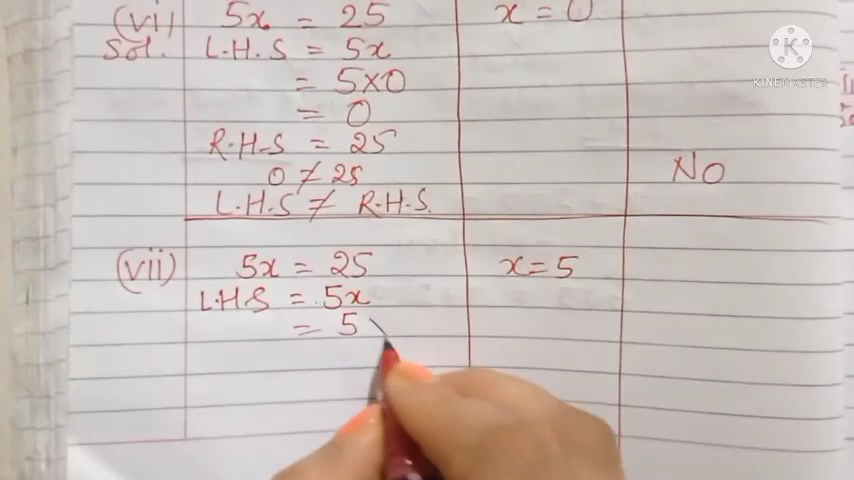 (vi) 5x = 25 x = 0
Sol. L.H.S = 5x
= 5×0
= 0
R.H.S = 25
0 ≠ 25 No
L.H.S ≠ R.H.S.
(vii) 5x = 25 x = 5
L.H.S = 5x
= 5
KINEMASTER